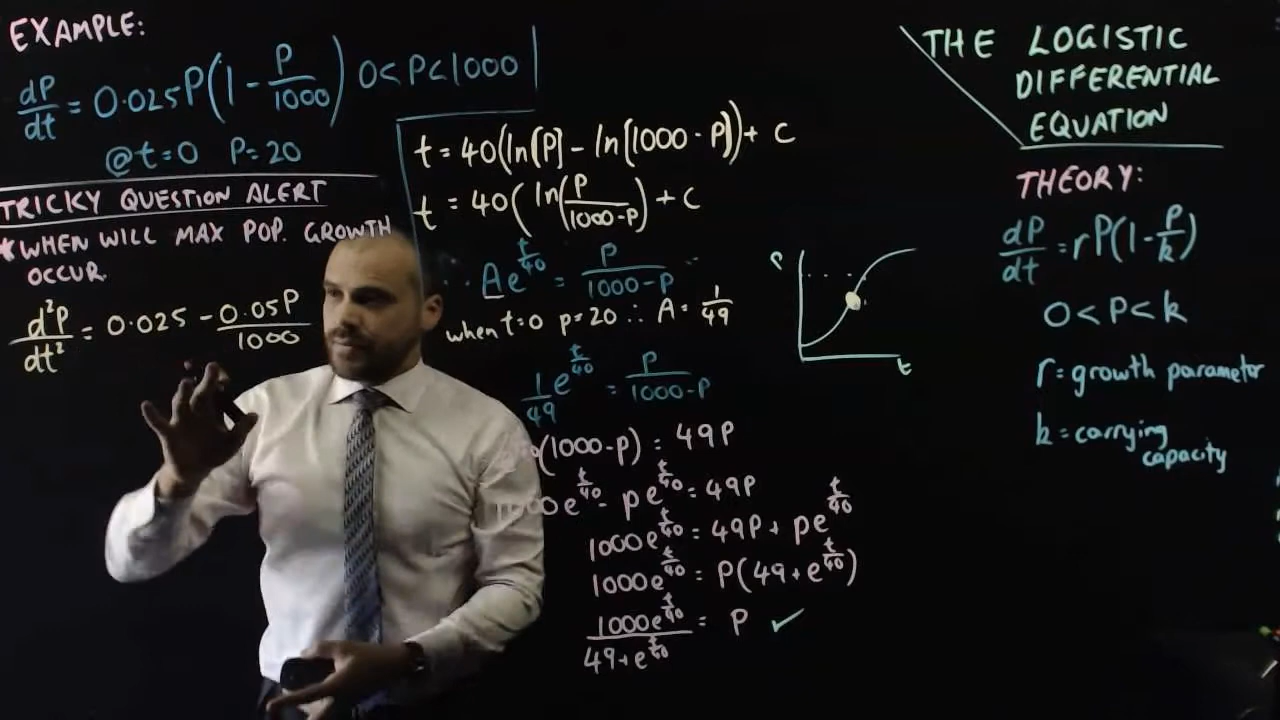 EXAMPLE:
dP/dt = 0.025P(1 - P/1000) 0<P<1000
@t=0 P=20
TRICKY QUESTION ALERT
*WHEN WILL MAX POP. GROWTH
OCCUR.
d²P/dt² = 0.025 - 0.05P/1000
t = 40(ln[P] - ln[1000-P]) + C
t = 40(ln(P/1000-P) + C
Ae^t/40 = P/1000-P
when t=0 p=20 ∴ A = 1/49
1/49 e^t/40 = P/1000-P
(1000-P) = 49P
1000e^t/40 - Pe^t/40 = 49P
1000e^t/40 = 49P + Pe^t/40
1000e^t/40 = P(49+e^t/40)
1000e^t/40 / 49+e^t/40 = P ✓
P
t
THE LOGISTIC
DIFFERENTIAL
EQUATION
THEORY:
dP/dt = rP(1-P/k)
0<P<k
r = growth parametor
k = carrying
capacity